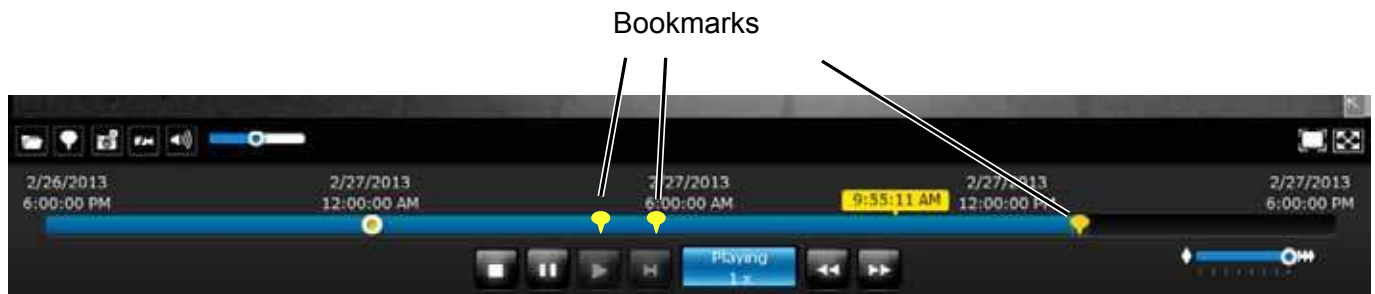 Bookmarks
2/26/2013
6:00:00 PM
2/27/2013
12:00:00 AM
2/27/2013
6:00:00 AM
9:55:11 AM
2/27/2013
12:00:00 PM
2/27/2013
6:00:00 PM
Playing
1 x